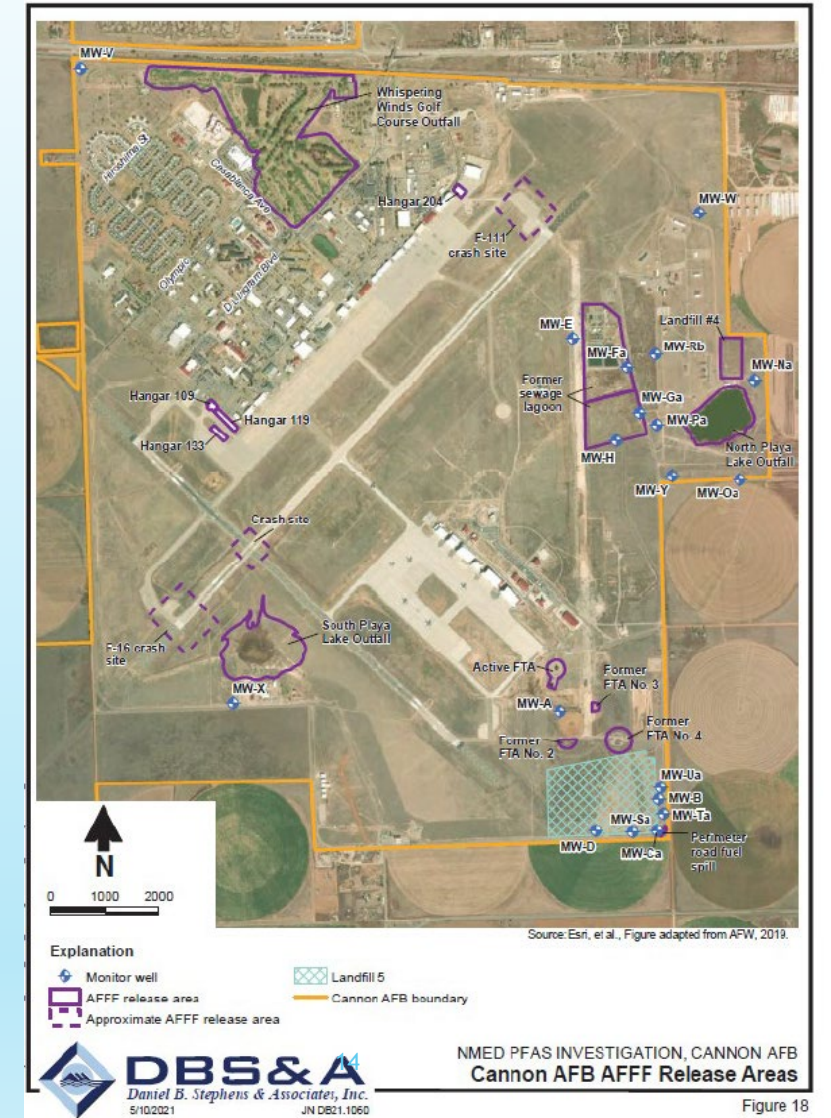 MW-V
Whispering
Winds Golf
Course Outfall
Hiroshima St
Casablanca Ave
Hangar 204
MW-W
F-111
crash site
Olympic
D L Ingram Blvd
MW-E
Landfill #4
MW-Rb
MW-Fa
MW-Na
Former
sewage
lagoon
Hangar 109
MW-Ga
Hangar 119
MW-Pa
Hangar 133
North Playa
Lake Outfall
MW-H
MW-Y
MW-Oa
Crash site
South Playa
Lake Outfall
F-16 crash
site
Active FTA
Former
FTA No. 3
MW-X
MW-A
Former
FTA No. 4
Former
FTA No. 2
MW-Ua
MW-B
MW-Ta
MW-Sa
MW-D
MW-Ca
Perimeter
road fuel
spill
N
0 1000 2000
Source: Esri, et al., Figure adapted from AFW, 2019.
Explanation
Monitor well
Landfill 5
AFFF release area
Cannon AFB boundary
Approximate AFFF release area
14
DBS&A
Daniel B. Stephens & Associates, Inc.
5/10/2021 JN DB21.1060
NMED PFAS INVESTIGATION, CANNON AFB
Cannon AFB AFFF Release Areas
Figure 18